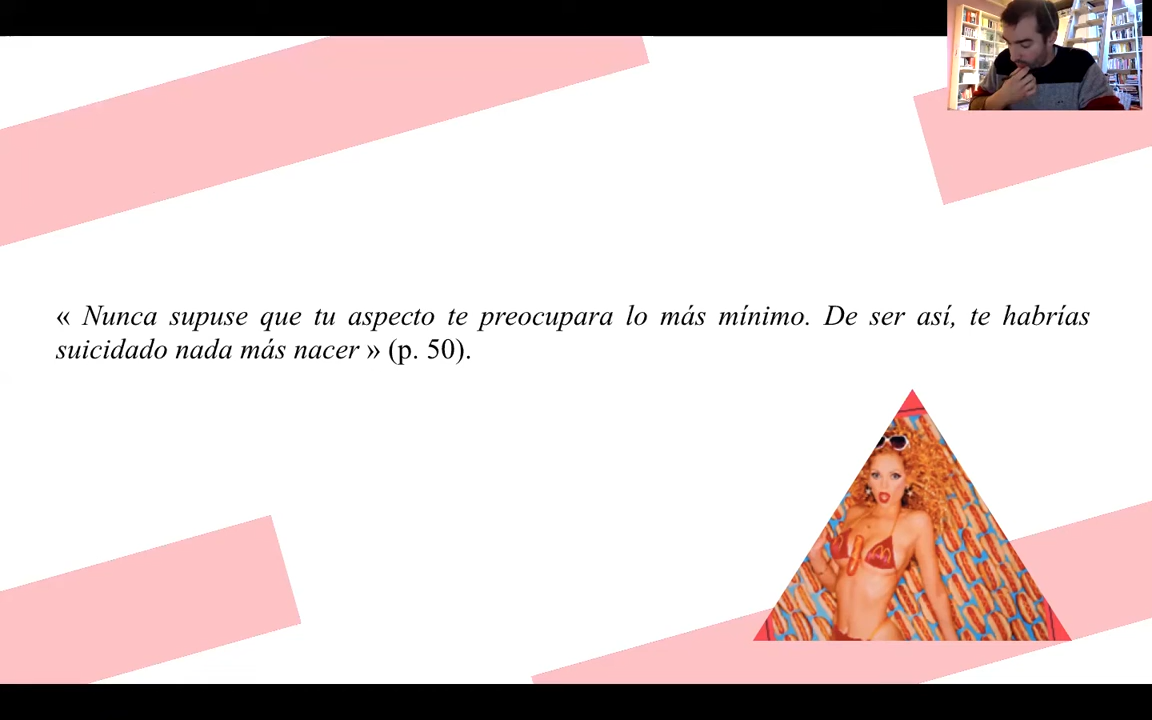 « Nunca supuse que tu aspecto te preocupara lo más mínimo. De ser así, te habrías
suicidado nada más nacer » (p. 50).